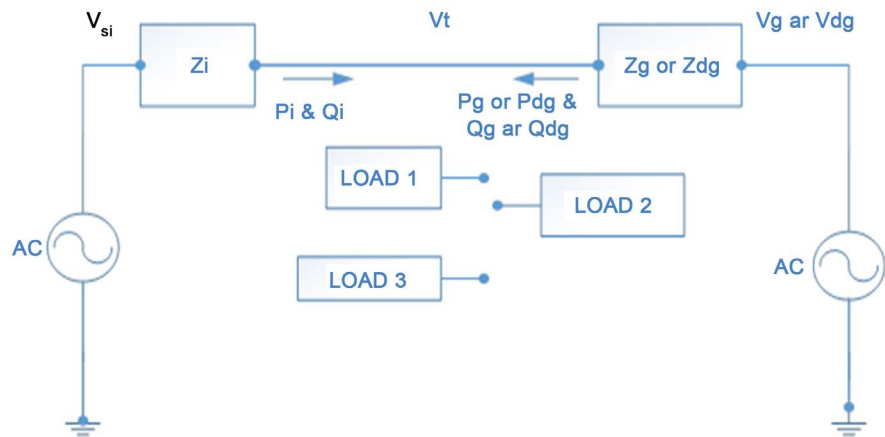 V_si
Vt
Vg ar Vdg
Zi
Zg or Zdg
Pi & Qi
Pg or Pdg &
Qg ar Qdg
LOAD 1
LOAD 2
AC
AC
LOAD 3